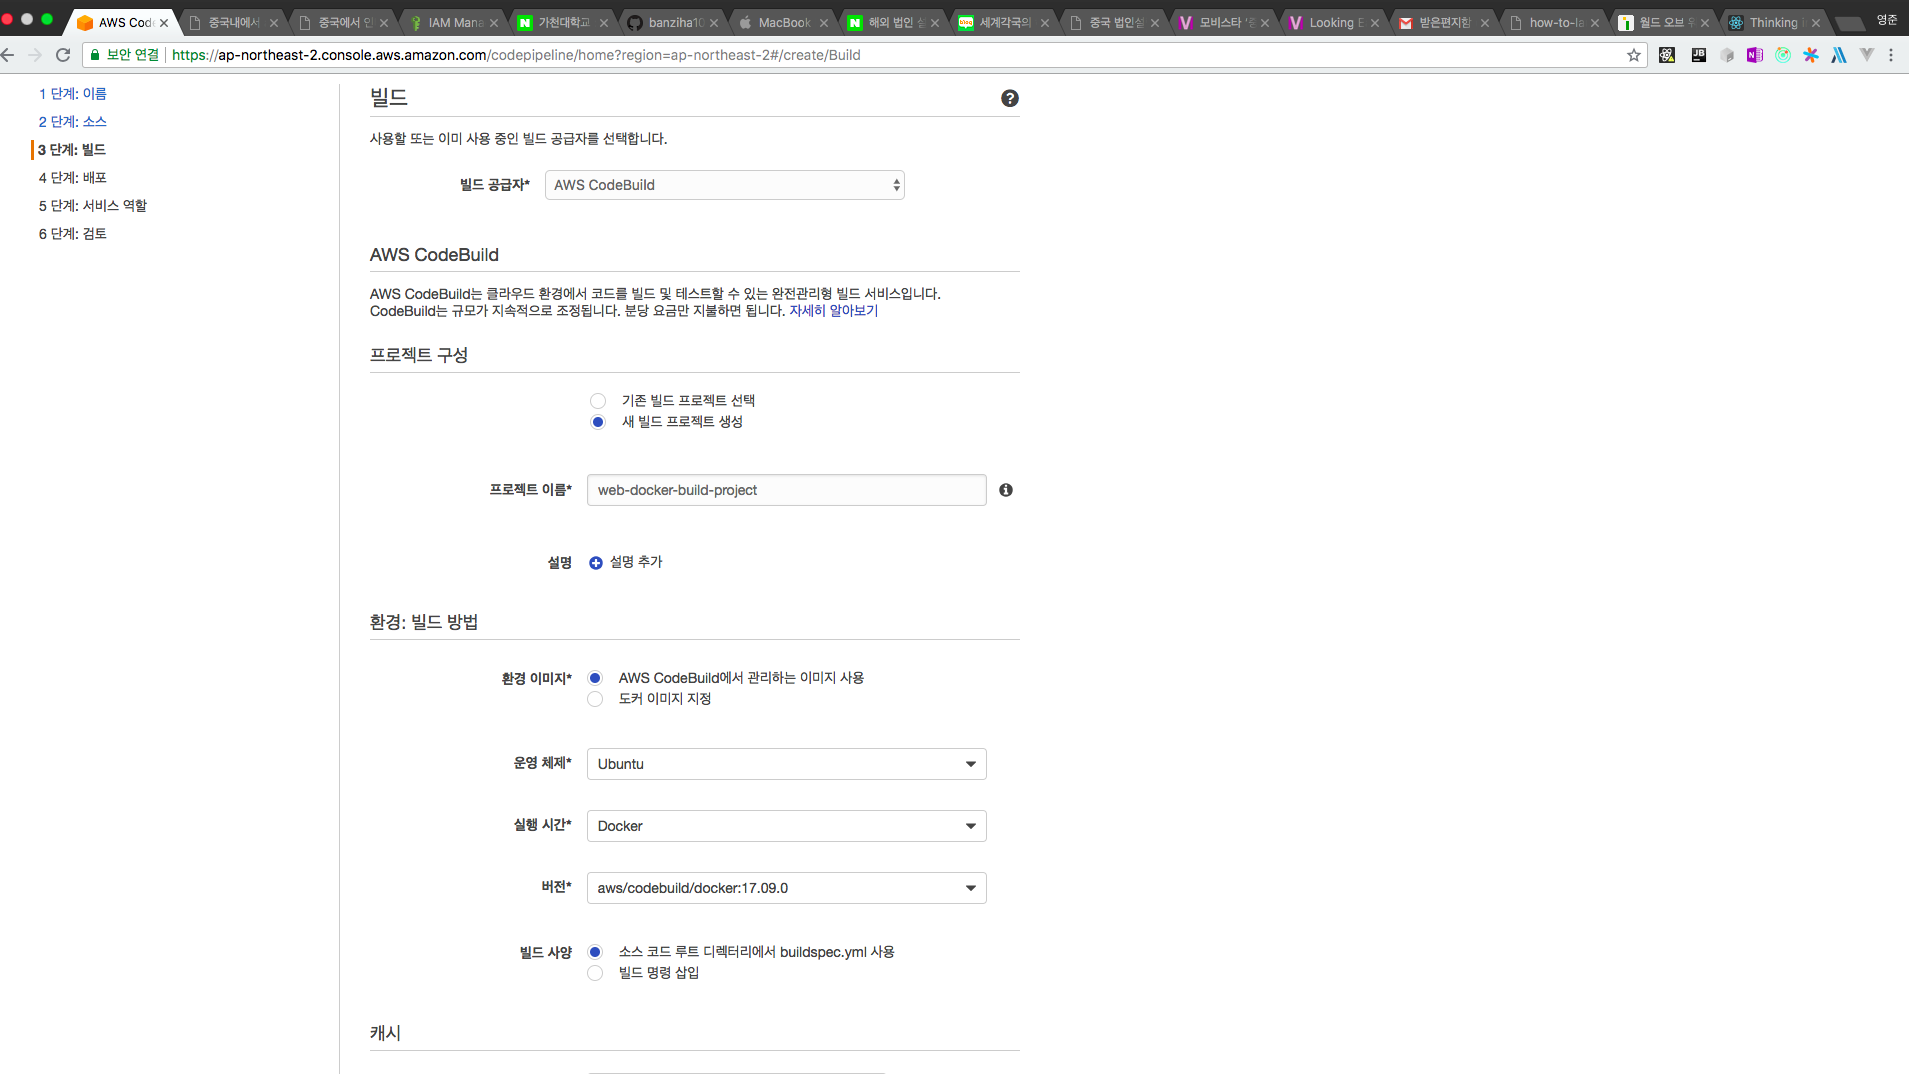 AWS Code
중국내에서
중국에서 인
IAM Mana
가천대학교
banziha10
MacBook
해외 법인 설
세계각국의
중국 법인설
모비스타 '중
Looking E
받은편지함
how-to-la
월드 오브 워
Thinking i
영준
보안 연결 https://ap-northeast-2.console.aws.amazon.com/codepipeline/home?region=ap-northeast-2#/create/Build
1 단계: 이름
2 단계: 소스
3 단계: 빌드
4 단계: 배포
5 단계: 서비스 역할
6 단계: 검토
빌드
사용할 또는 이미 사용 중인 빌드 공급자를 선택합니다.
빌드 공급자* AWS CodeBuild
AWS CodeBuild
AWS CodeBuild는 클라우드 환경에서 코드를 빌드 및 테스트할 수 있는 완전관리형 빌드 서비스입니다.
CodeBuild는 규모가 지속적으로 조정됩니다. 분당 요금만 지불하면 됩니다. 자세히 알아보기
프로젝트 구성
기존 빌드 프로젝트 선택
새 빌드 프로젝트 생성
프로젝트 이름* web-docker-build-project
설명 설명 추가
환경: 빌드 방법
환경 이미지* AWS CodeBuild에서 관리하는 이미지 사용
도커 이미지 지정
운영 체제* Ubuntu
실행 시간* Docker
버전* aws/codebuild/docker:17.09.0
빌드 사양 소스 코드 루트 디렉터리에서 buildspec.yml 사용
빌드 명령 삽입
캐시